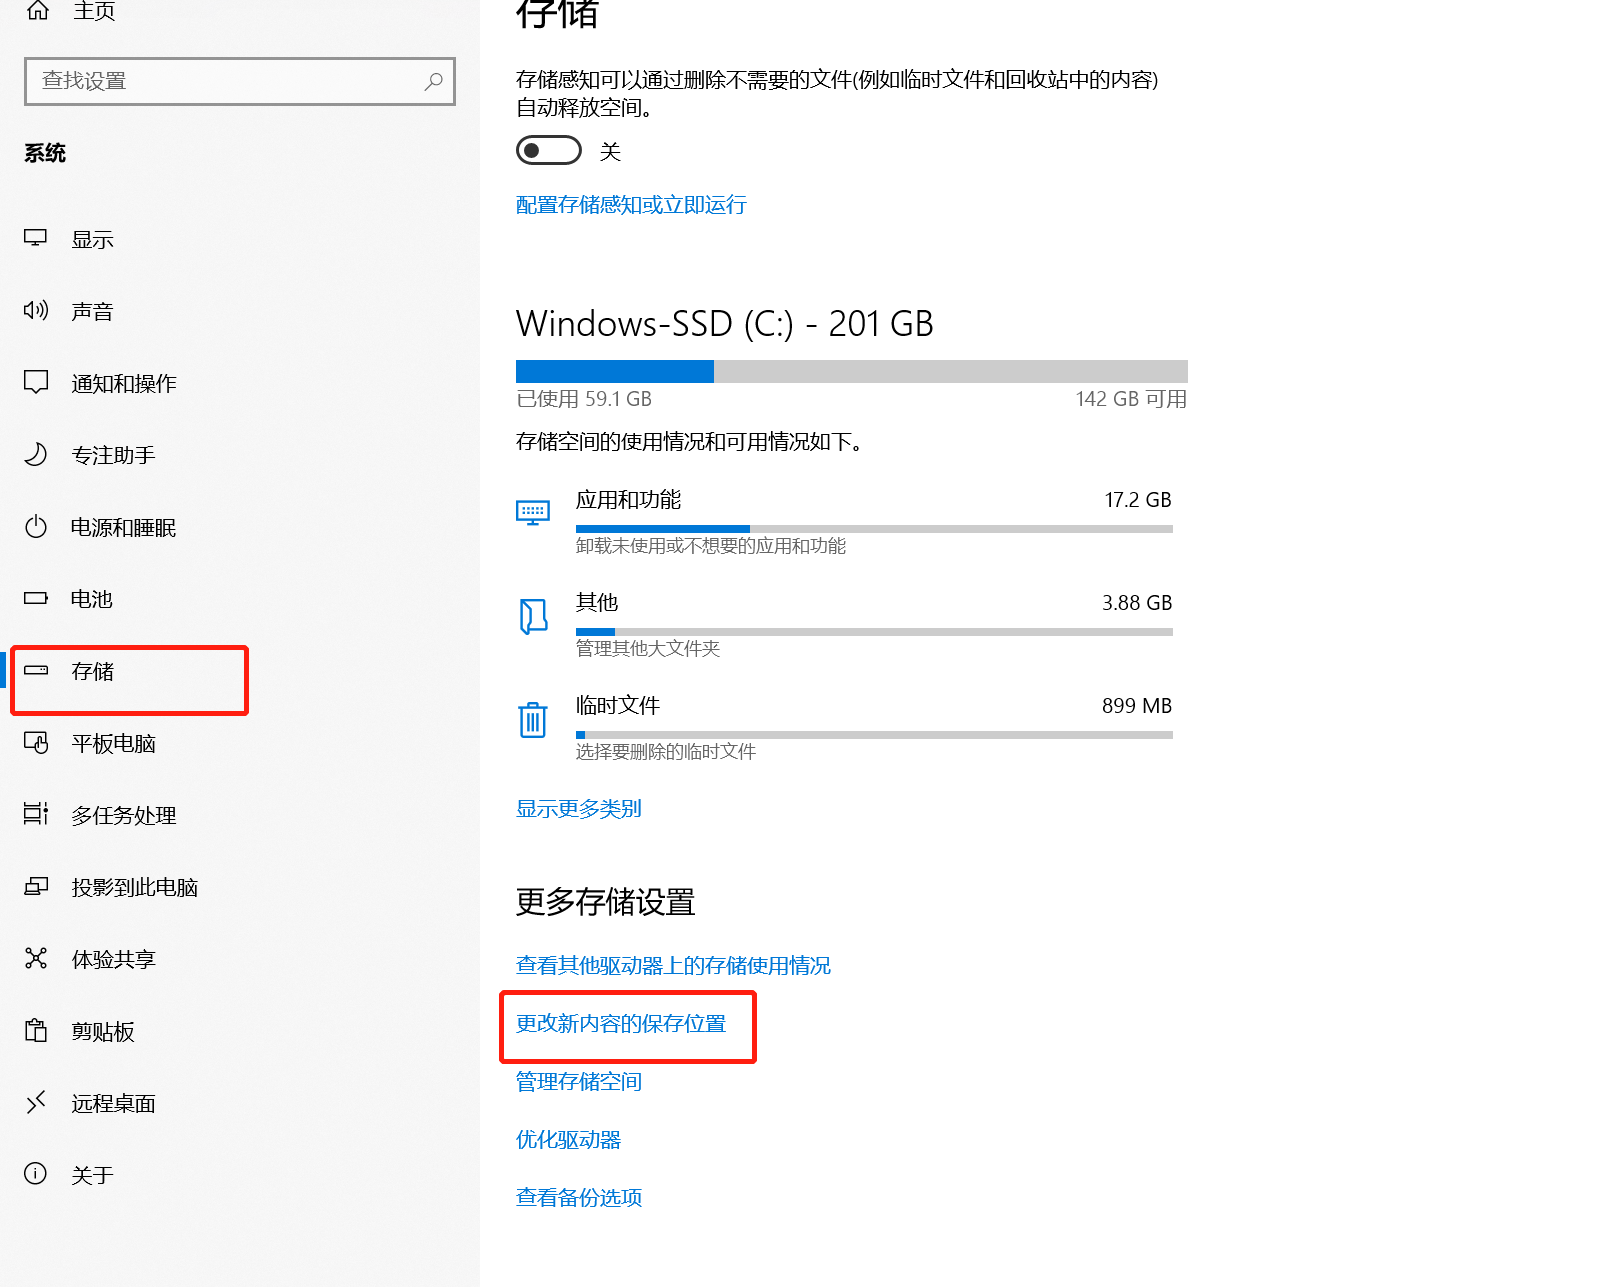 主页
查找设置
系统
显示
声音
通知和操作
专注助手
电源和睡眠
电池
存储
平板电脑
多任务处理
投影到此电脑
体验共享
剪贴板
远程桌面
关于
存储
存储感知可以通过删除不需要的文件(例如临时文件和回收站中的内容)
自动释放空间。
关
配置存储感知或立即运行
Windows-SSD (C:) - 201 GB
已使用 59.1 GB
142 GB 可用
存储空间的使用情况和可用情况如下。
应用和功能
17.2 GB
卸载未使用或不想要的应用和功能
其他
3.88 GB
管理其他大文件夹
临时文件
899 MB
选择要删除的临时文件
显示更多类别
更多存储设置
查看其他驱动器上的存储使用情况
更改新内容的保存位置
管理存储空间
优化驱动器
查看备份选项